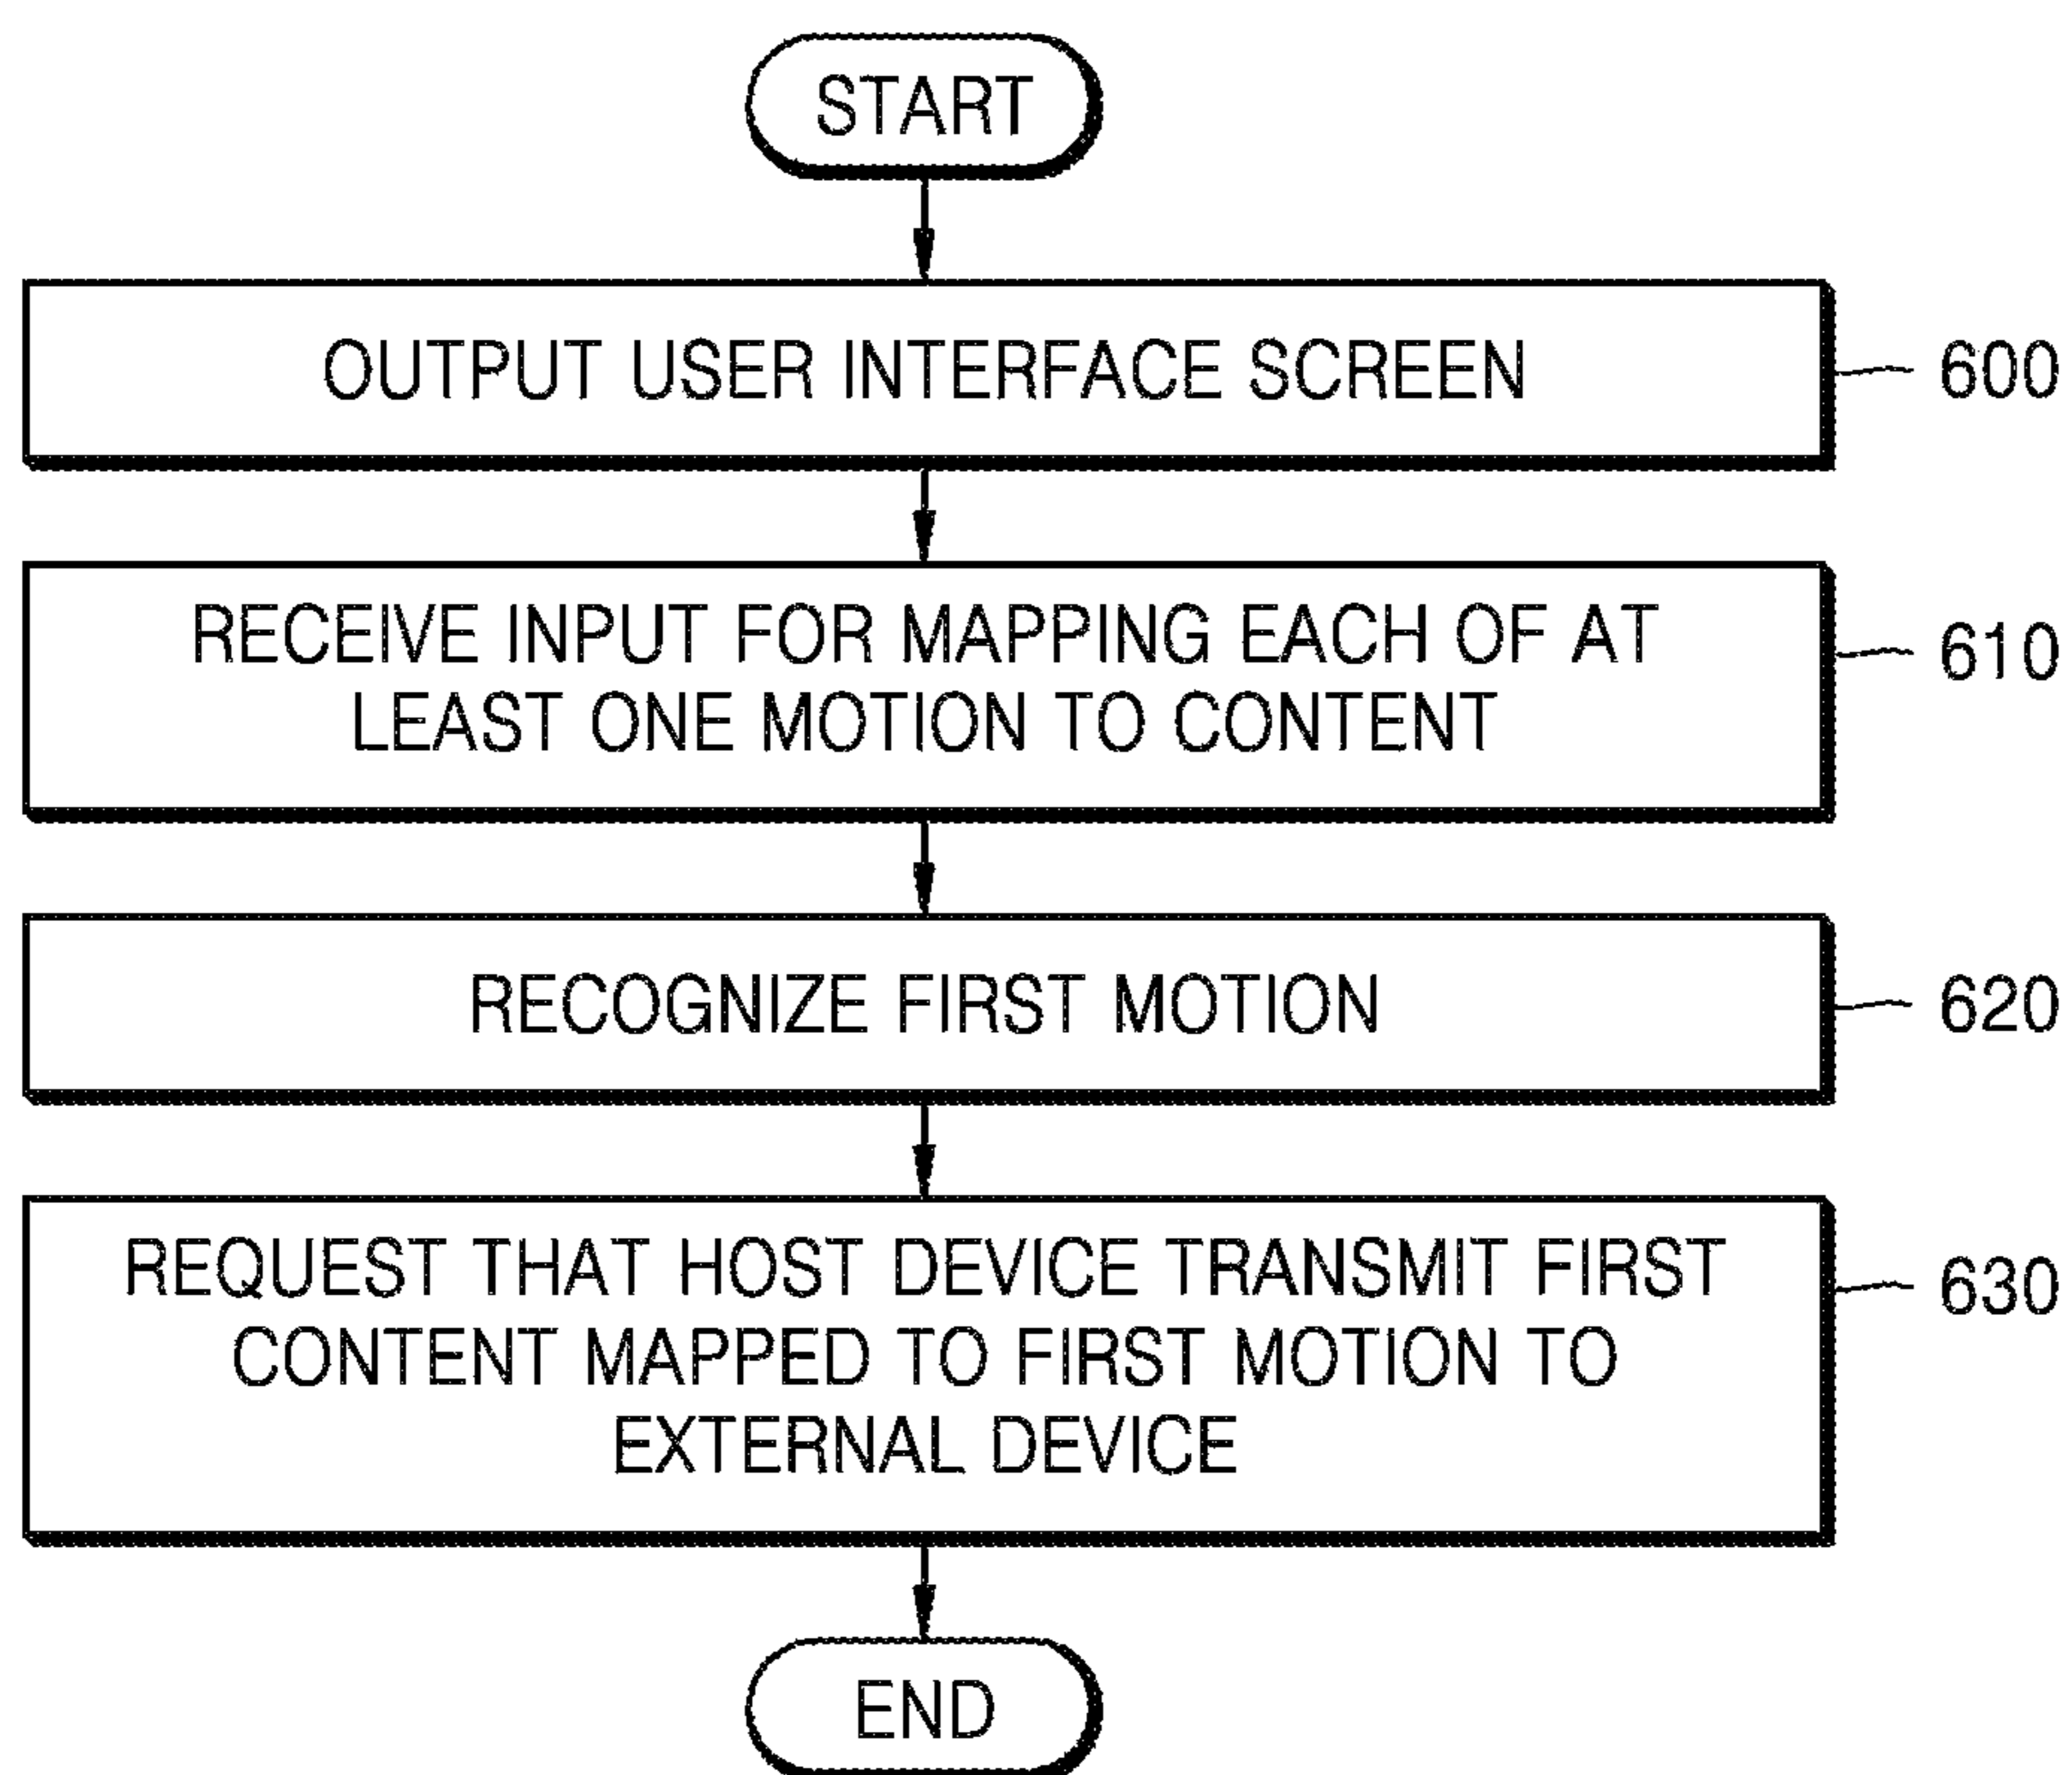 START
OUTPUT USER INTERFACE SCREEN
600
RECEIVE INPUT FOR MAPPING EACH OF AT
LEAST ONE MOTION TO CONTENT
610
RECOGNIZE FIRST MOTION
620
REQUEST THAT HOST DEVICE TRANSMIT FIRST
CONTENT MAPPED TO FIRST MOTION TO
EXTERNAL DEVICE
630
END